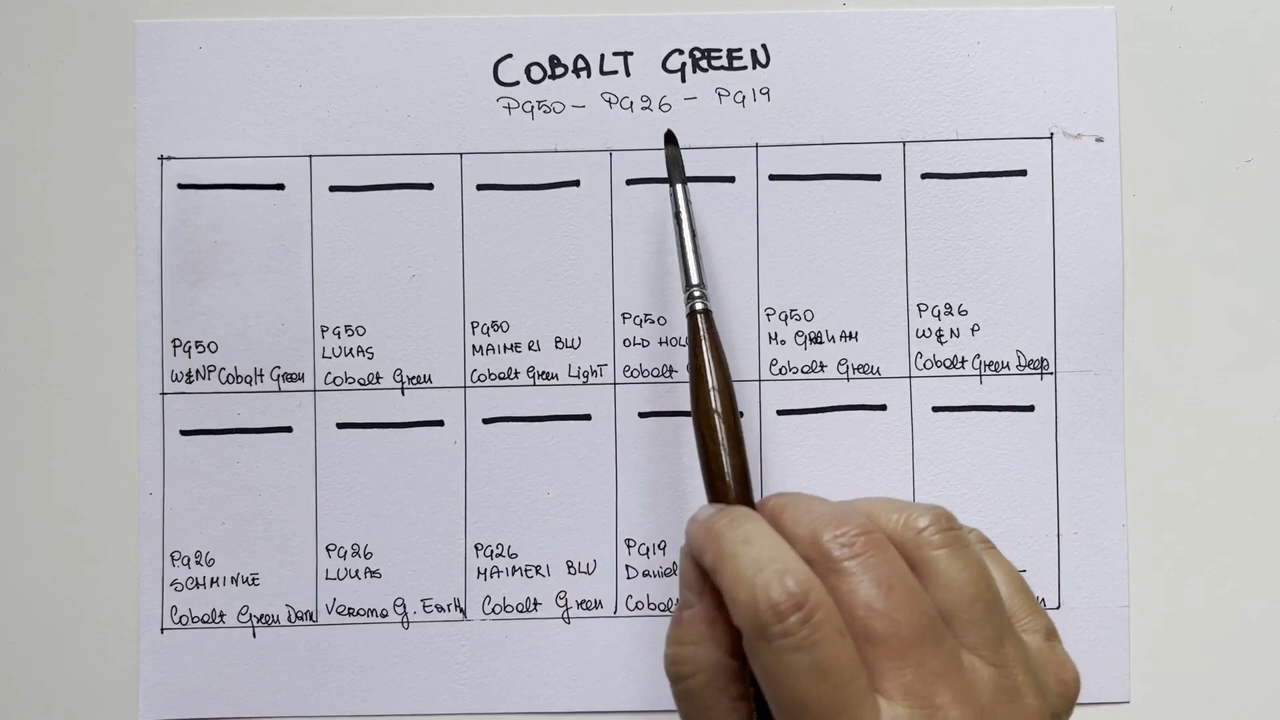 COBALT GREEN
PG50 - PG26 - PG19
PG50
W&NP Cobalt Green
PG50
LUKAS
Cobalt Green
PG50
MAIMERI BLU
Cobalt Green Light
PG50
OLD
Cobalt
PG50
M. GRAHAM
Cobalt Green
PG26
W&N P
Cobalt Green Deep
PG26
SCHMINKE
Cobalt Green Dark
PG26
LUKAS
Verona G. Earth
PG26
MAIMERI BLU
Cobalt Green
PG19
Daniel